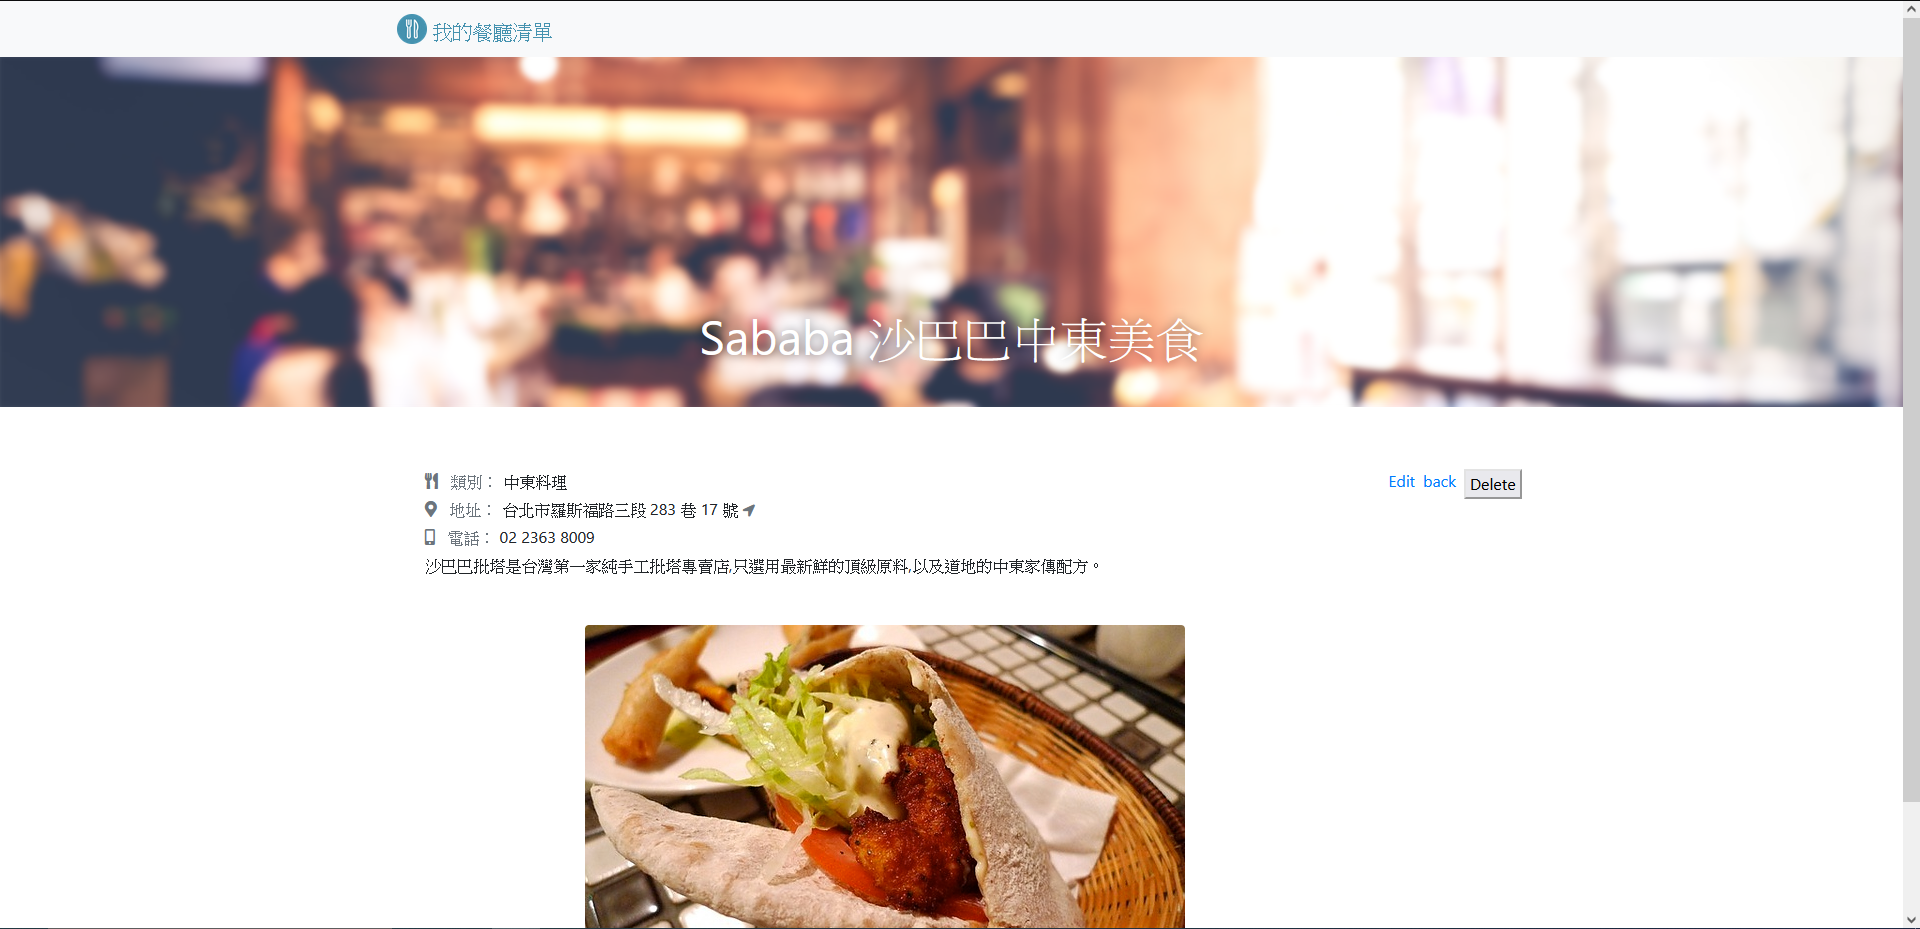 我的餐廳清單
Sababa 沙巴巴中東美食
類別： 中東料理
Edit back Delete
地址： 台北市羅斯福路三段 283 巷 17 號
電話： 02 2363 8009
沙巴巴批塔是台灣第一家純手工批塔專賣店,只選用最新鮮的頂級原料,以及道地的中東家傳配方。